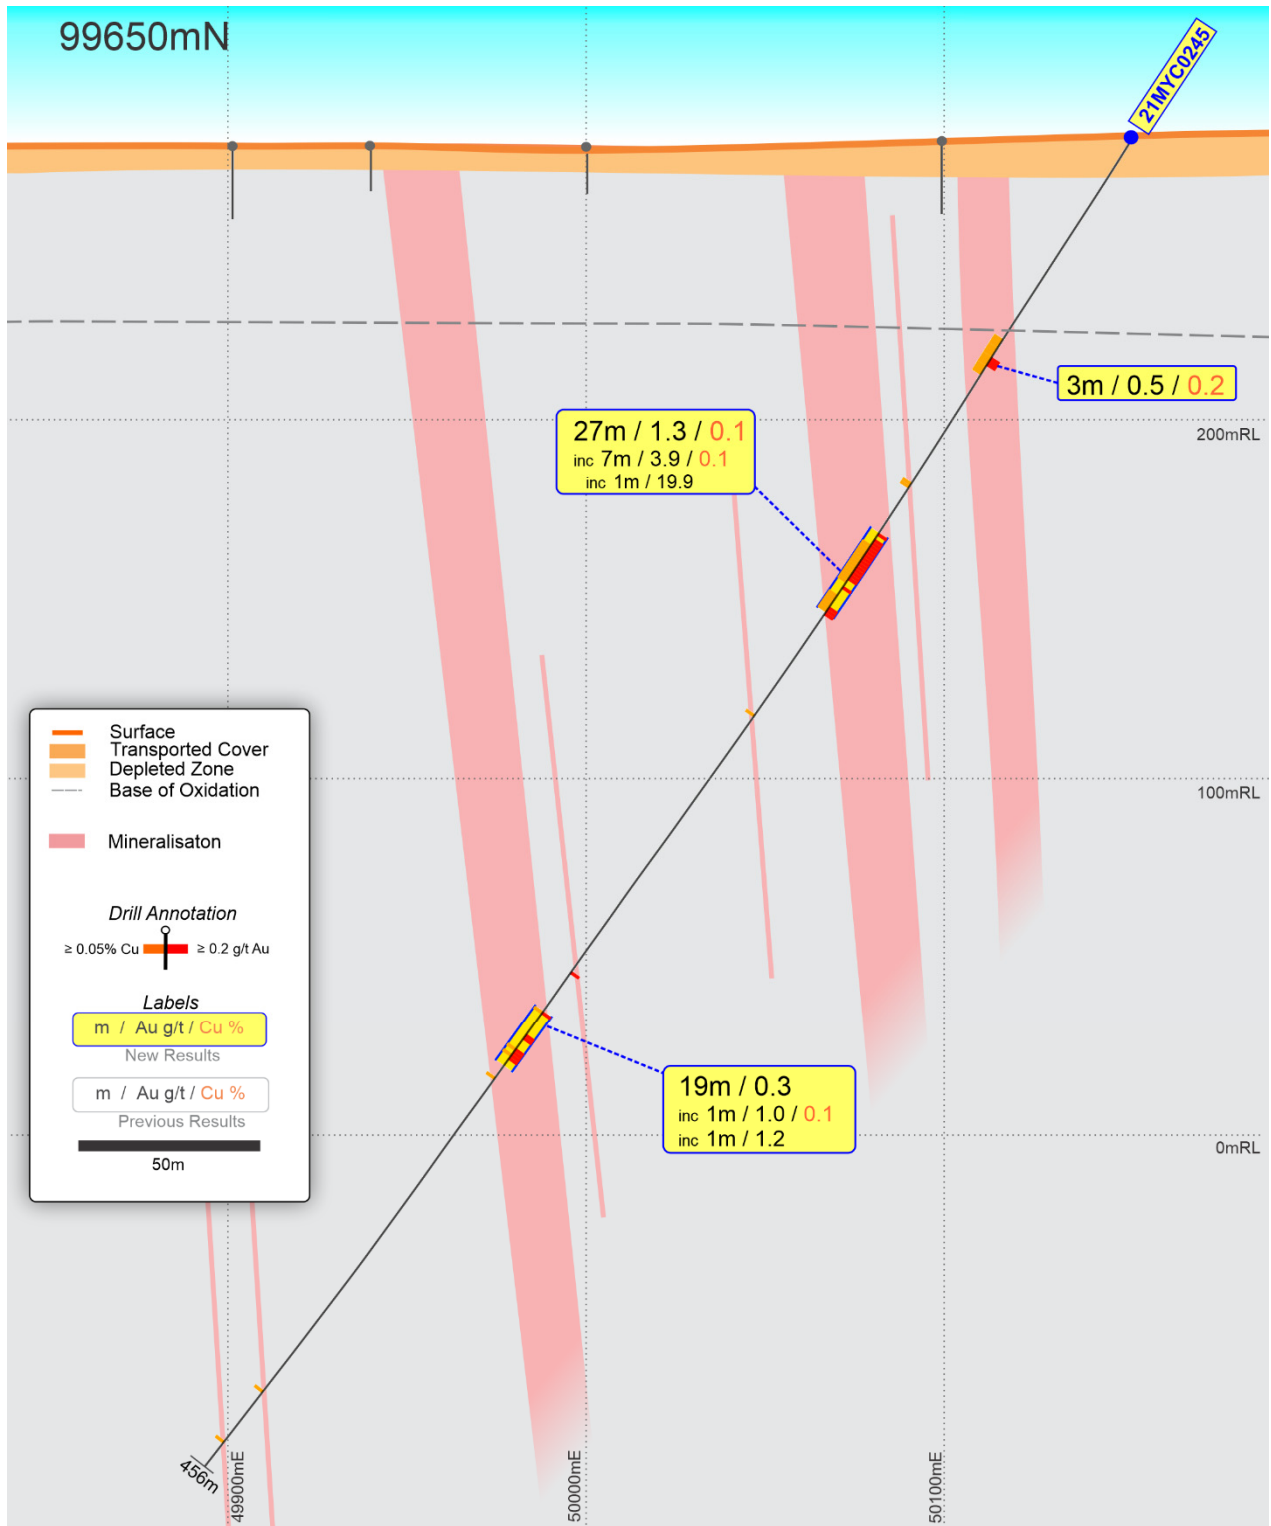 99650mN
21MYC0245
3m / 0.5 / 0.2
200mRL
27m / 1.3 / 0.1
inc 7m / 3.9 / 0.1
inc 1m / 19.9
100mRL
Surface
Transported Cover
Depleted Zone
Base of Oxidation
Mineralisaton
Drill Annotation
≥ 0.05% Cu
≥ 0.2 g/t Au
Labels
m / Au g/t / Cu %
New Results
m / Au g/t / Cu %
Previous Results
50m
19m / 0.3
inc 1m / 1.0 / 0.1
inc 1m / 1.2
0mRL
456m
49900mE
50000mE
50100mE